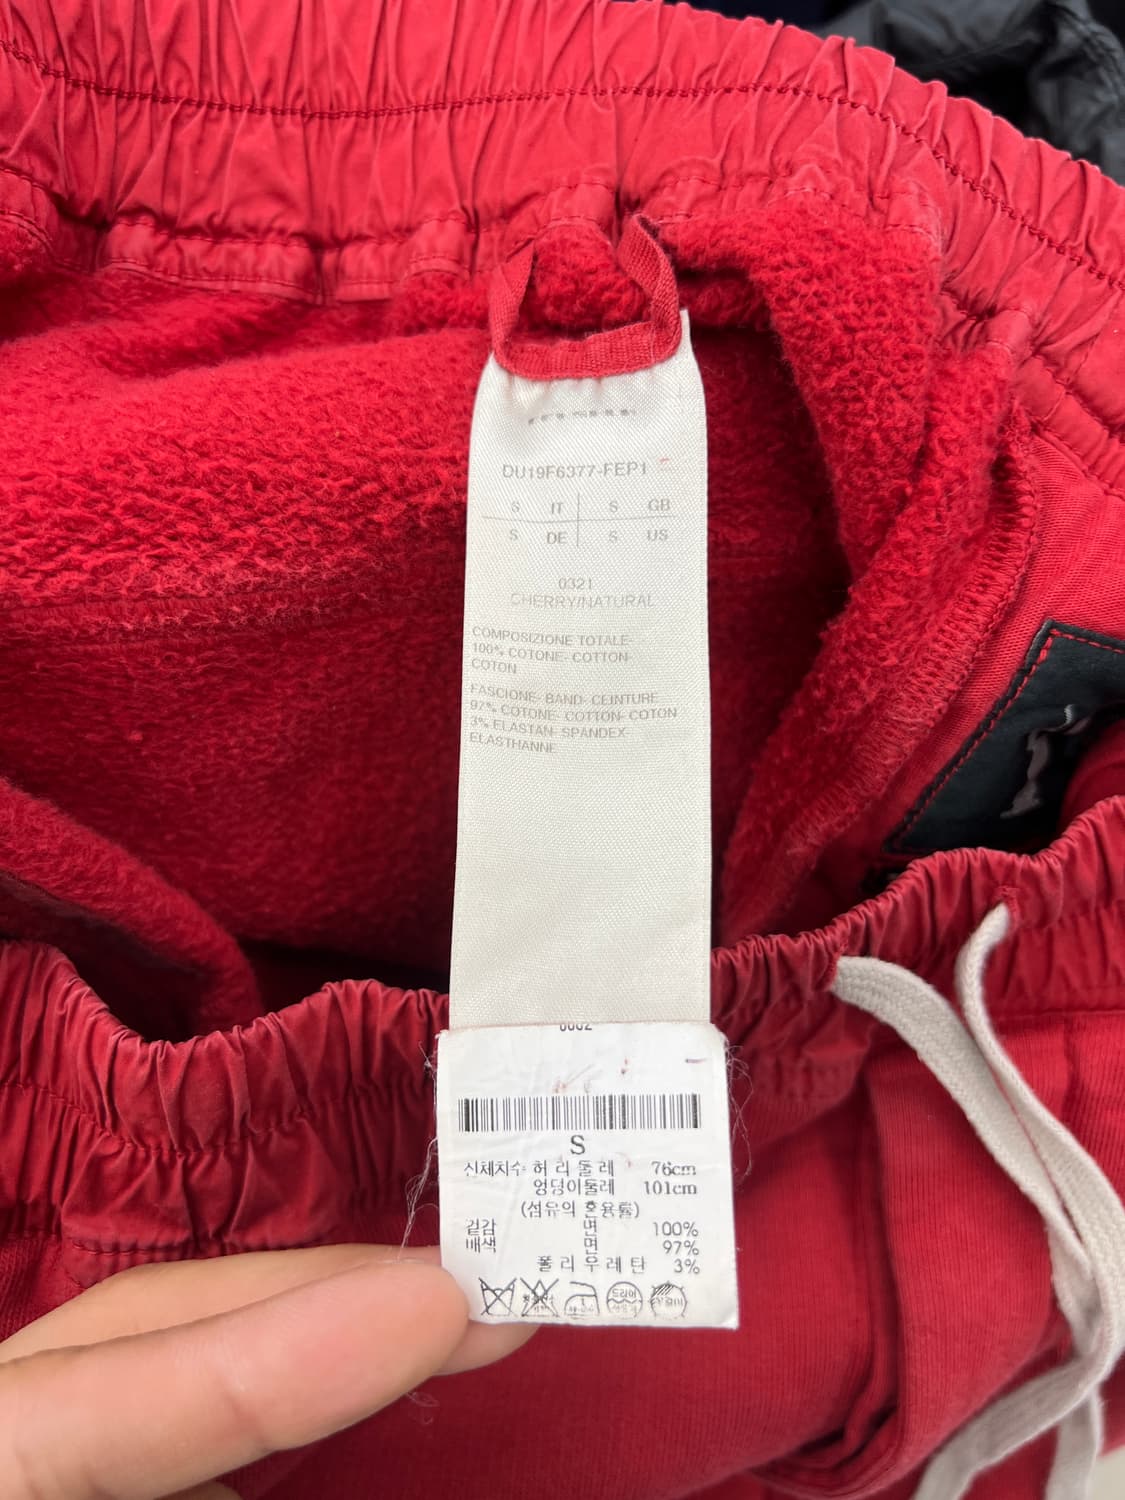 DU19F6377-FEP1
S IT S GB
S DE S US
0321
CHERRY/NATURAL
COMPOSIZIONE TOTALE-
100% COTONE- COTTON-
COTON
FASCIONE- BAND- CEINTURE
97% COTONE- COTTON- COTON
3% ELASTAN- SPANDEX-
ELASTHANNE
0002
S
신체치수 허리둘레 76cm
엉덩이둘레 101cm
(섬유의 혼용률)
겉감 면 100%
배색 면 97%
폴리우레탄 3%